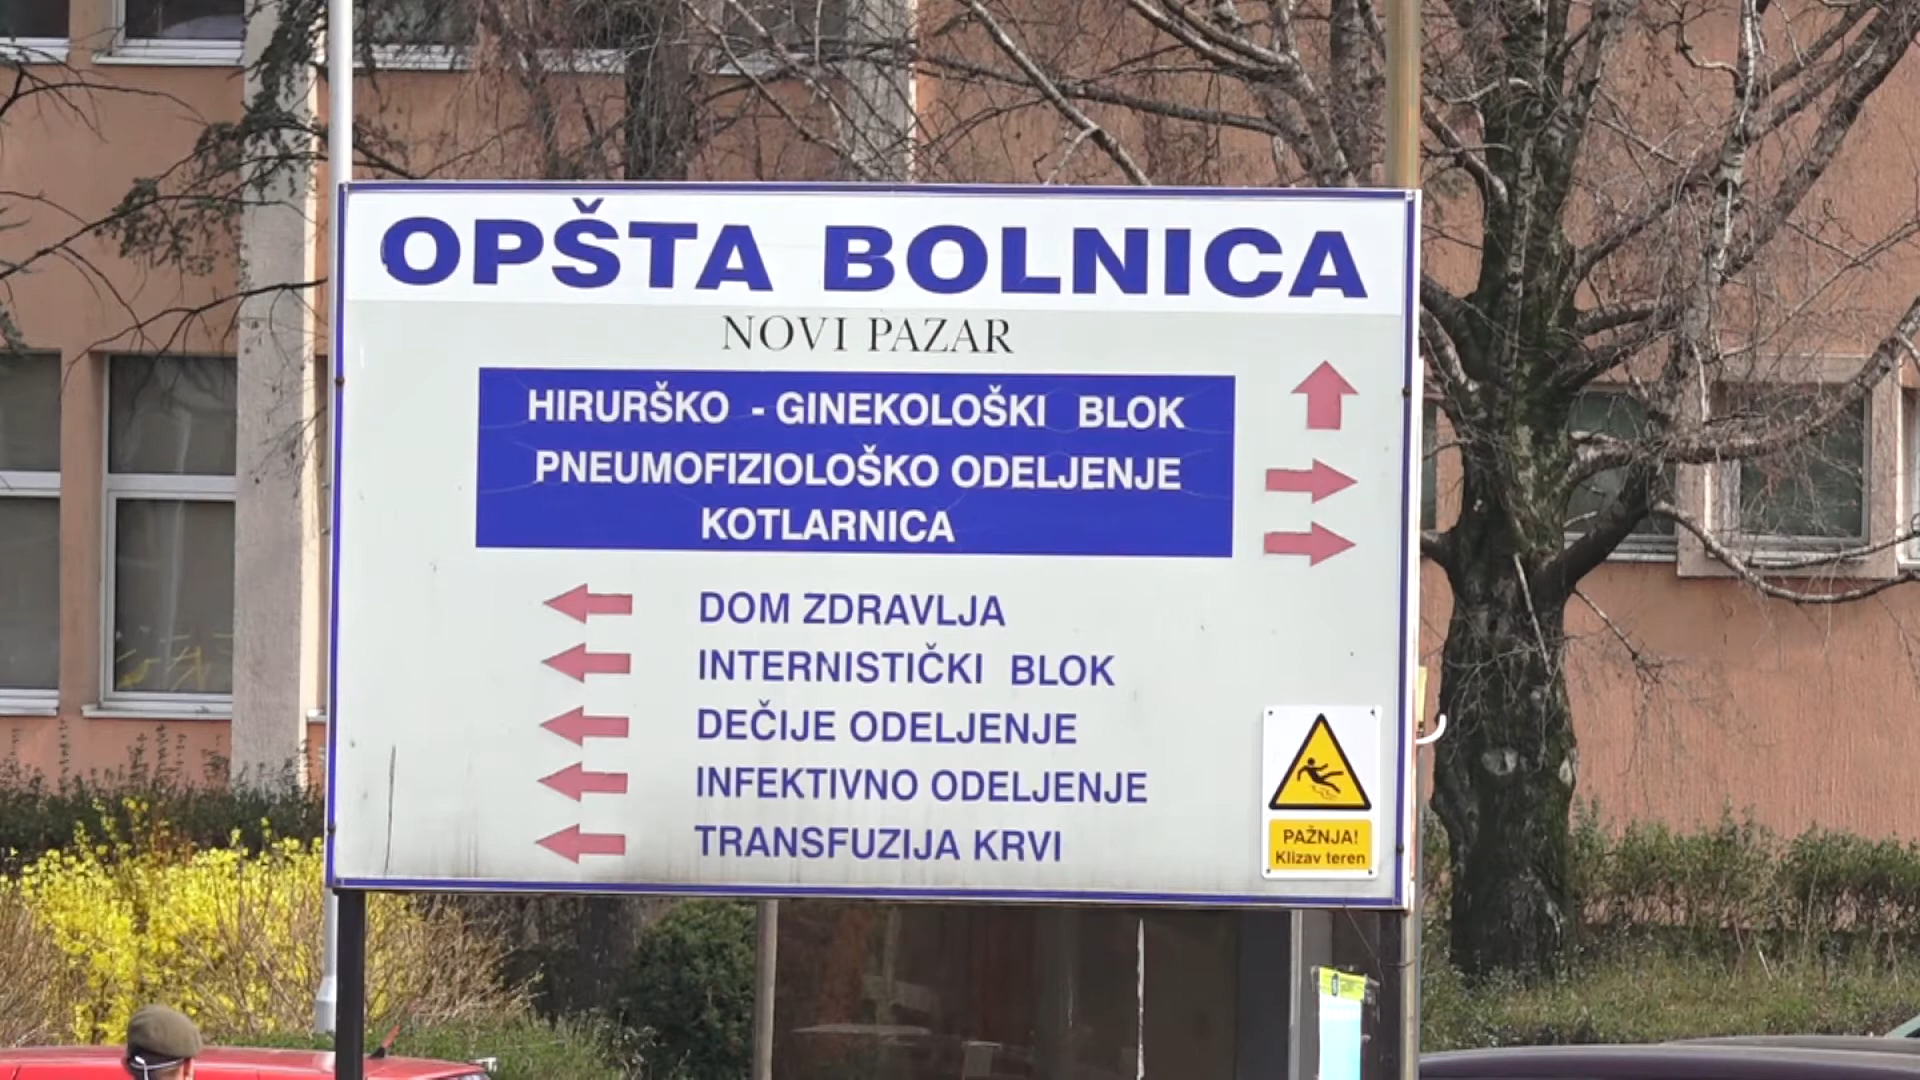 OPŠTA BOLNICA
NOVI PAZAR
HIRURŠKO - GINEKOLOŠKI BLOK
PNEUMOFIZIOLOŠKO ODELJENJE
KOTLARNICA
DOM ZDRAVLJA
INTERNISTIČKI BLOK
DEČIJE ODELJENJE
INFEKTIVNO ODELJENJE
TRANSFUZIJA KRVI
PAŽNJA!
Klizav teren